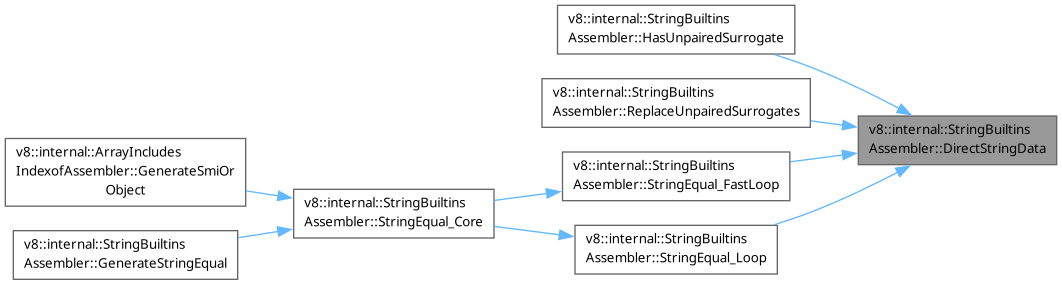 v8::internal::StringBuiltins
Assembler::HasUnpairedSurrogate
v8::internal::StringBuiltins
Assembler::ReplaceUnpairedSurrogates
v8::internal::StringBuiltins
Assembler::DirectStringData
v8::internal::ArrayIncludes
IndexofAssembler::GenerateSmiOr
Object
v8::internal::StringBuiltins
Assembler::StringEqual_FastLoop
v8::internal::StringBuiltins
Assembler::StringEqual_Core
v8::internal::StringBuiltins
Assembler::GenerateStringEqual
v8::internal::StringBuiltins
Assembler::StringEqual_Loop